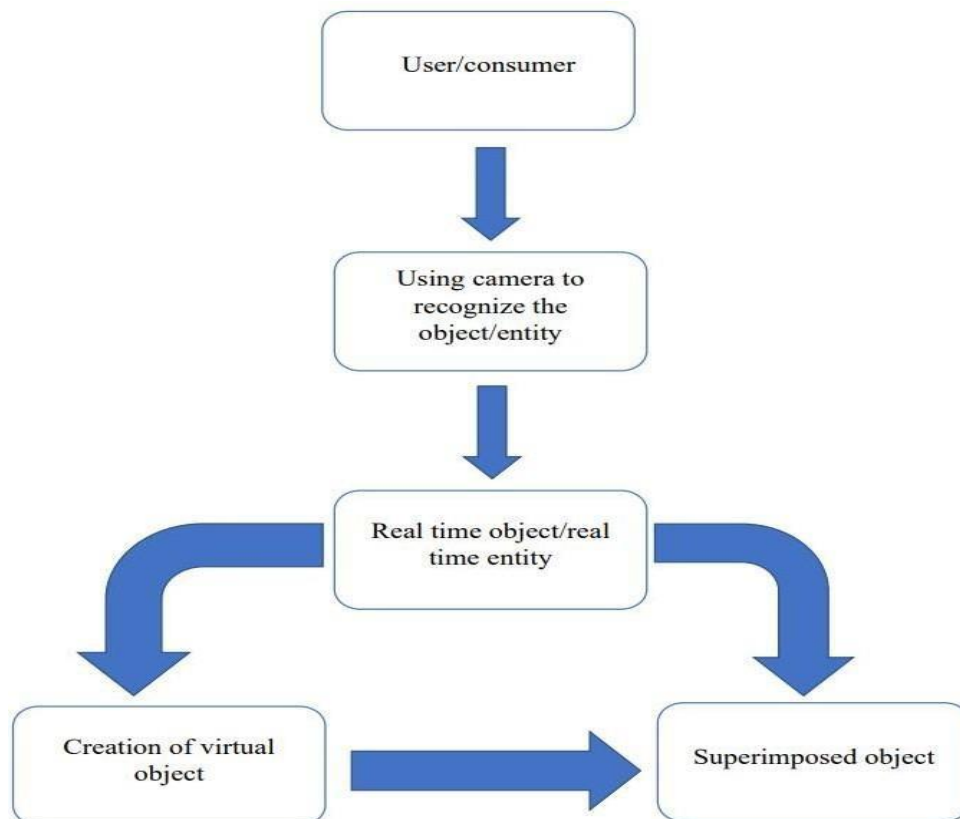 User/consumer
Using camera to
recognize the
object/entity
Real time object/real
time entity
Creation of virtual
object
Superimposed object